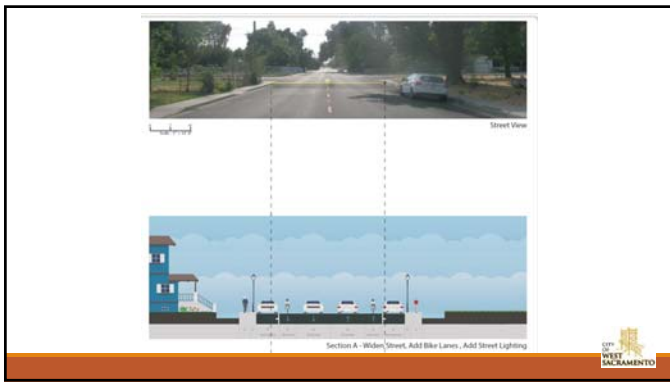 Street View
Section A - Widen Street, Add Bike Lanes , Add Street Lighting
CITY
OF
WEST
SACRAMENTO